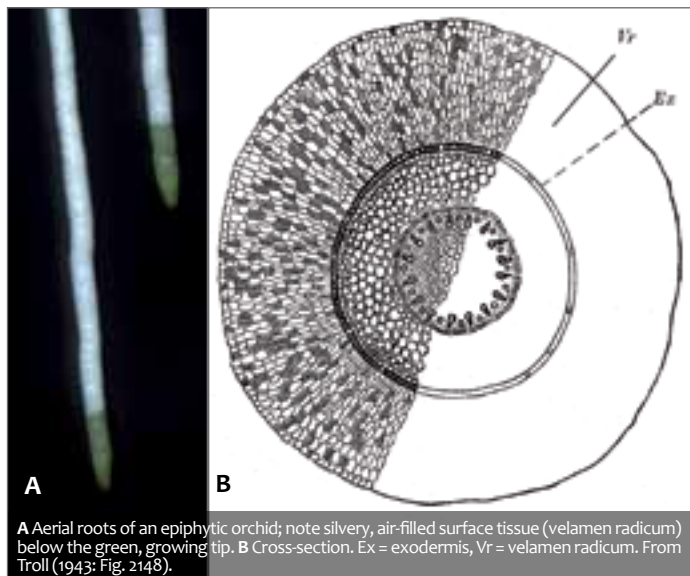 Vr
Ex
A
B
A Aerial roots of an epiphytic orchid; note silvery, air-filled surface tissue (velamen radicum)
below the green, growing tip. B Cross-section. Ex = exodermis, Vr = velamen radicum. From
Troll (1943: Fig. 2148).